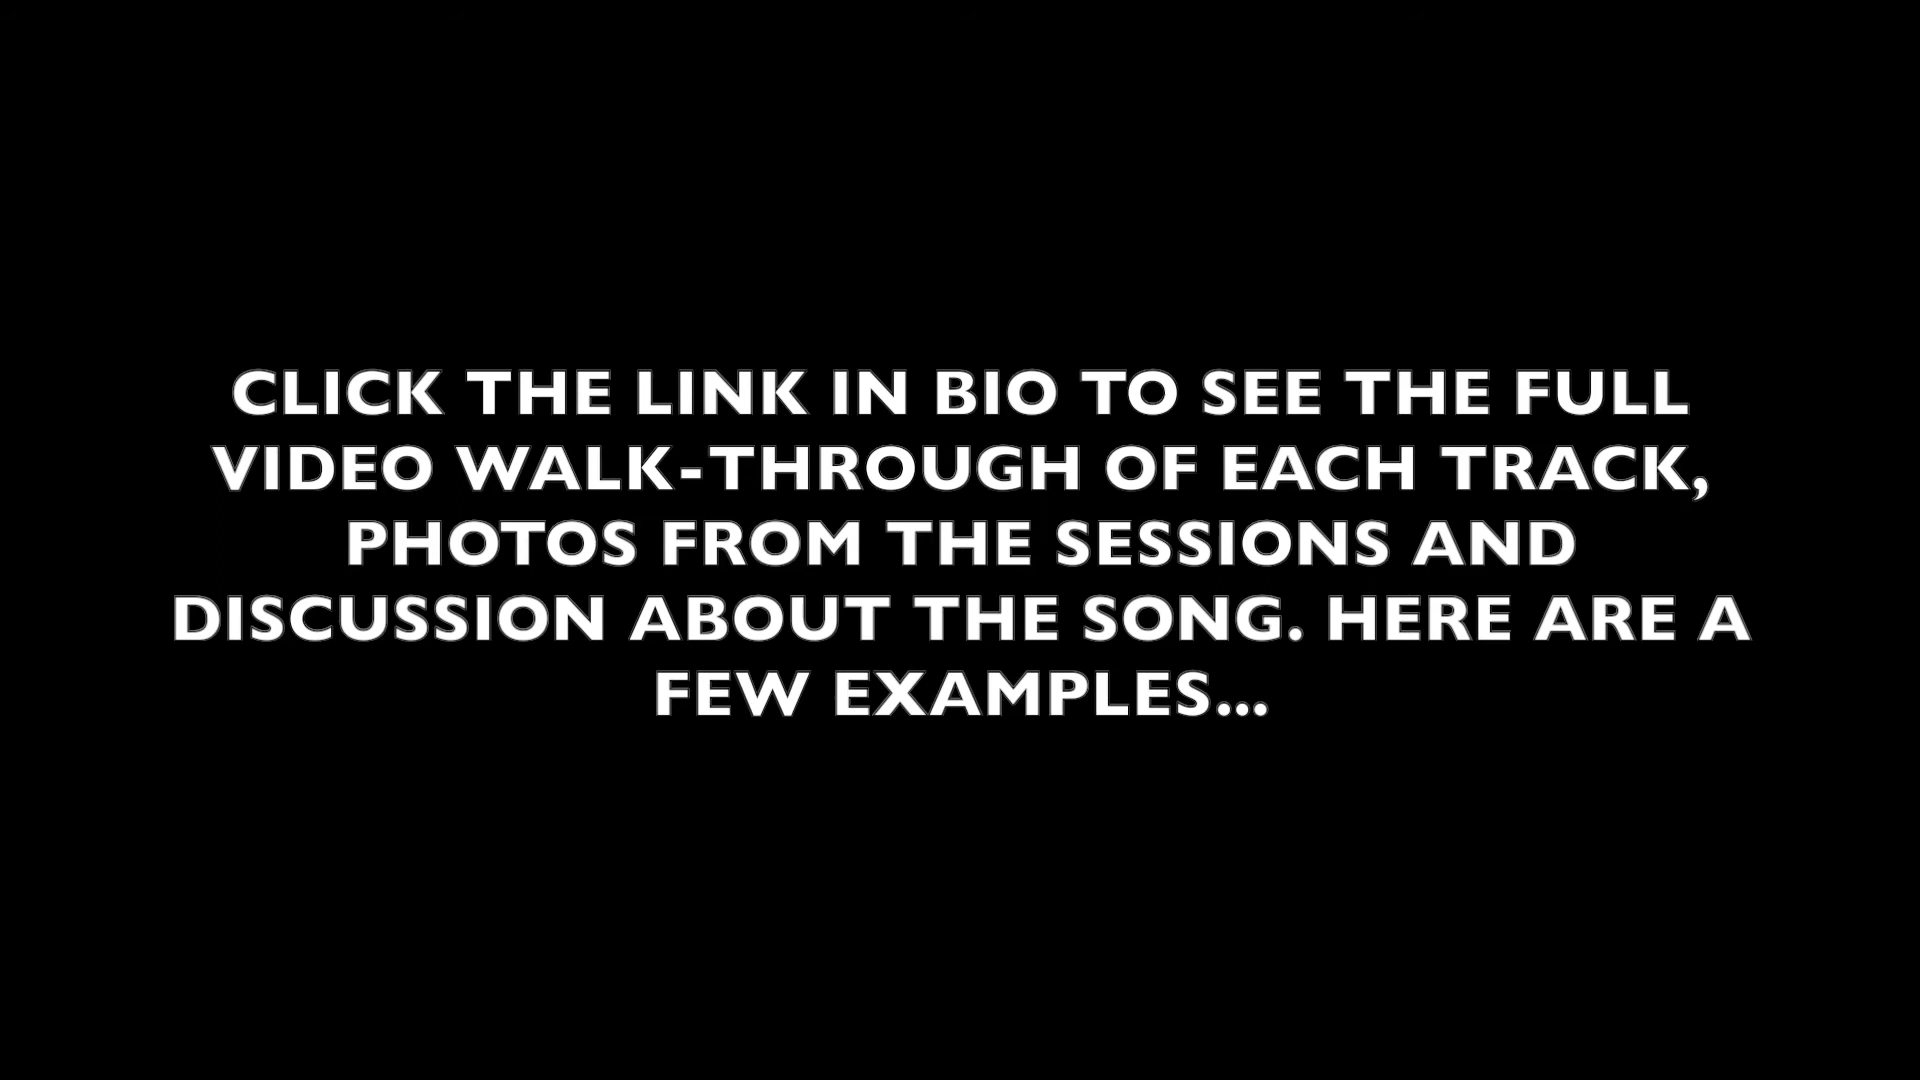 CLICK THE LINK IN BIO TO SEE THE FULL
VIDEO WALK-THROUGH OF EACH TRACK,
PHOTOS FROM THE SESSIONS AND
DISCUSSION ABOUT THE SONG. HERE ARE A
FEW EXAMPLES...